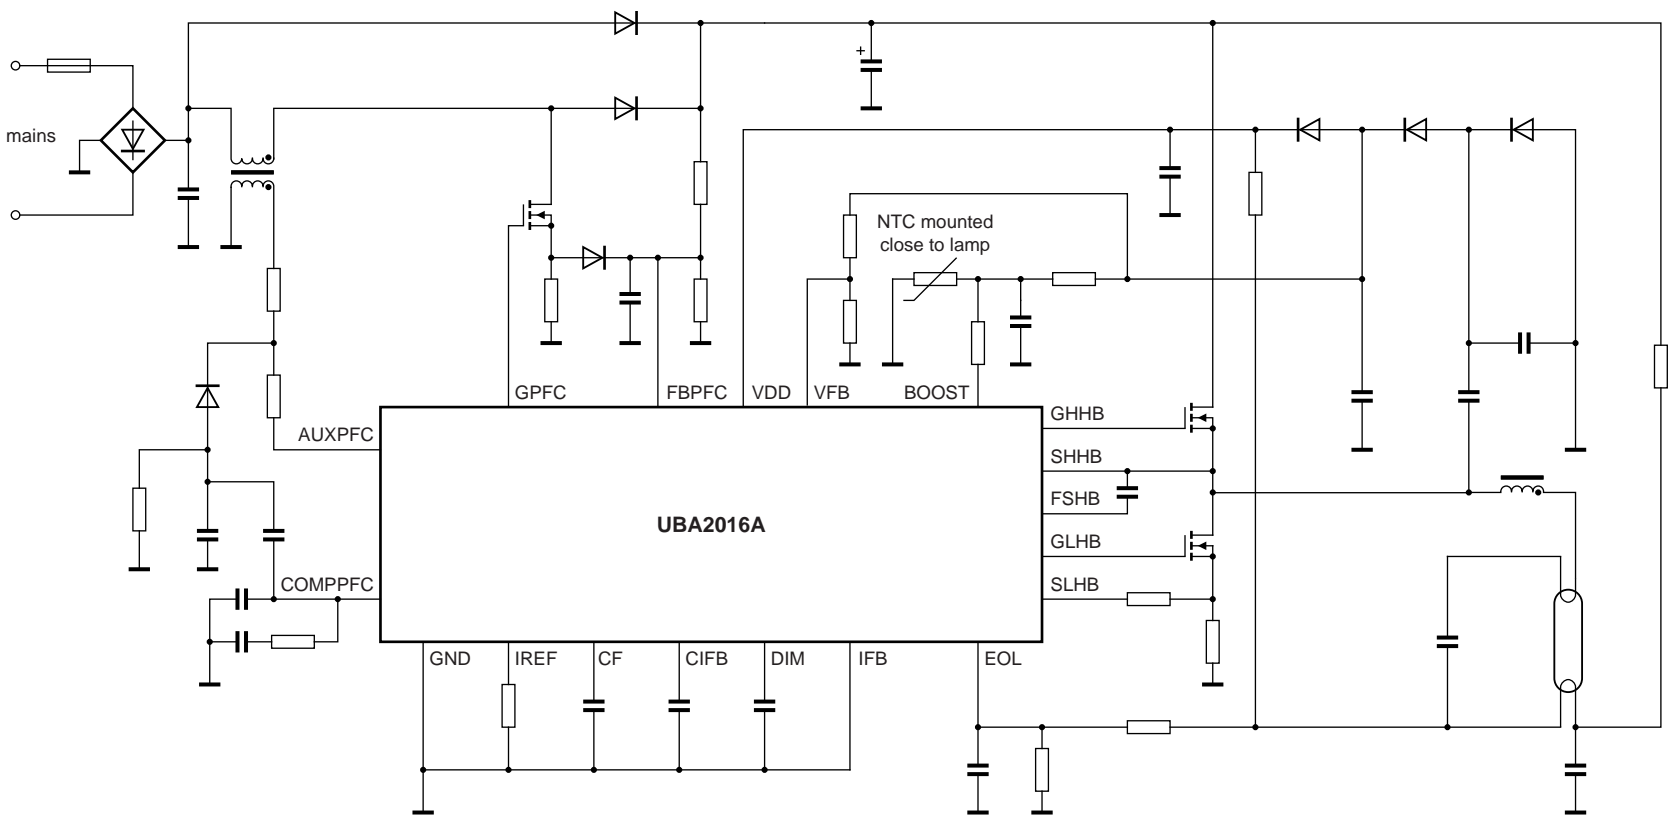 +
mains
NTC mounted
close to lamp
GPFC
FBPFC
VDD
VFB
BOOST
AUXPFC
GHHB
SHHB
FSHB
UBA2016A
GLHB
COMPPFC
SLHB
GND
IREF
CF
CIFB
DIM
IFB
EOL